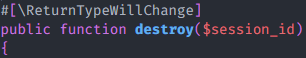 #[\ReturnTypeWillChange]
public function destroy($session_id)
{